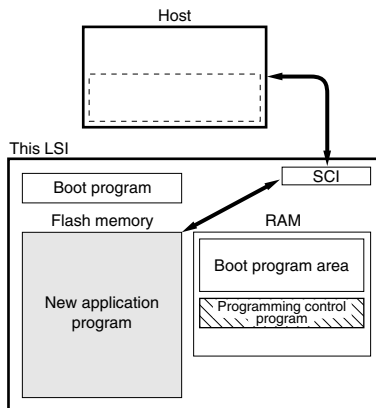 Host
This LSI
SCI
Boot program
Flash memory
RAM
Boot program area
New application
program
Programming control
program